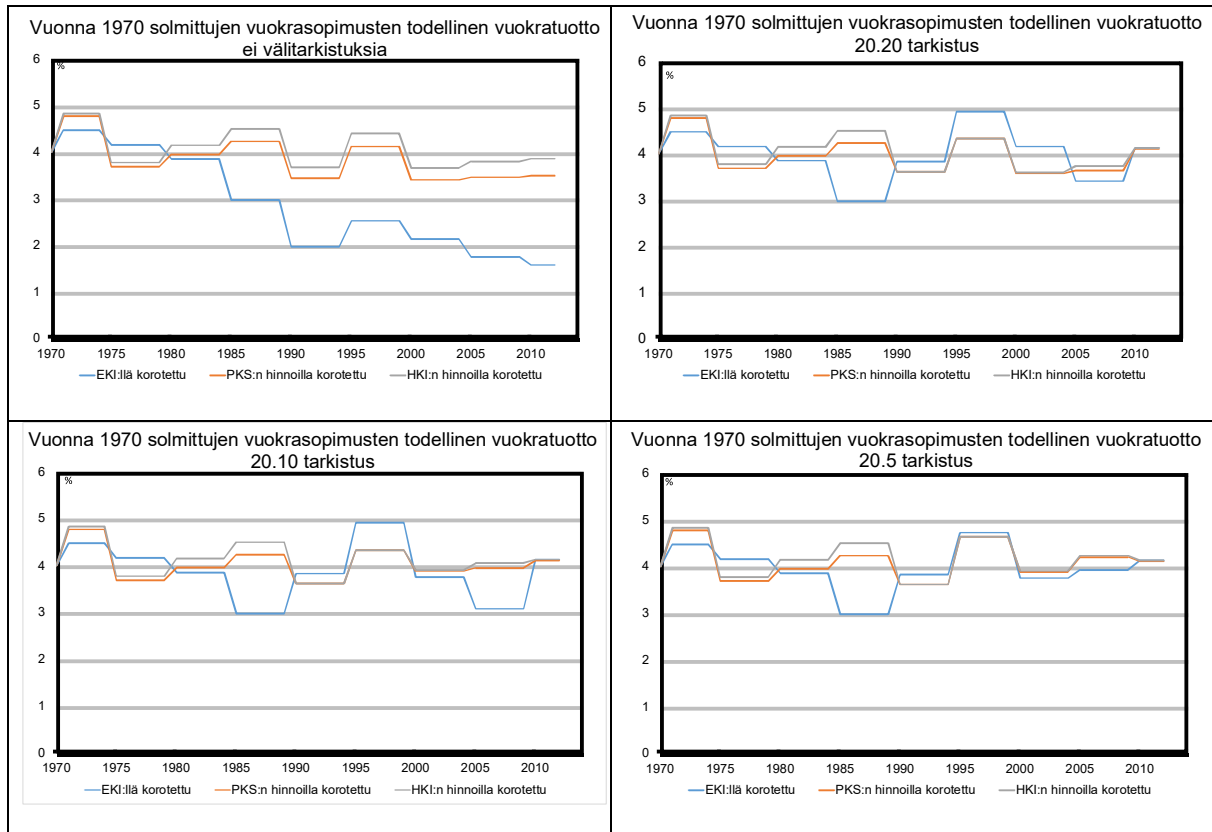 Vuonna 1970 solmittujen vuokrasopimusten todellinen vuokratuotto
ei välitarkistuksia
%
6
5
4
3
2
1
0
1970 1975 1980 1985 1990 1995 2000 2005 2010
EKI:llä korotettu PKS:n hinnoilla korotettu HKI:n hinnoilla korotettu
Vuonna 1970 solmittujen vuokrasopimusten todellinen vuokratuotto
20.20 tarkistus
%
6
5
4
3
2
1
0
1970 1975 1980 1985 1990 1995 2000 2005 2010
EKI:llä korotettu PKS:n hinnoilla korotettu HKI:n hinnoilla korotettu
Vuonna 1970 solmittujen vuokrasopimusten todellinen vuokratuotto
20.10 tarkistus
%
6
5
4
3
2
1
0
1970 1975 1980 1985 1990 1995 2000 2005 2010
EKI:llä korotettu PKS:n hinnoilla korotettu HKI:n hinnoilla korotettu
Vuonna 1970 solmittujen vuokrasopimusten todellinen vuokratuotto
20.5 tarkistus
%
6
5
4
3
2
1
0
1970 1975 1980 1985 1990 1995 2000 2005 2010
EKI:llä korotettu PKS:n hinnoilla korotettu HKI:n hinnoilla korotettu